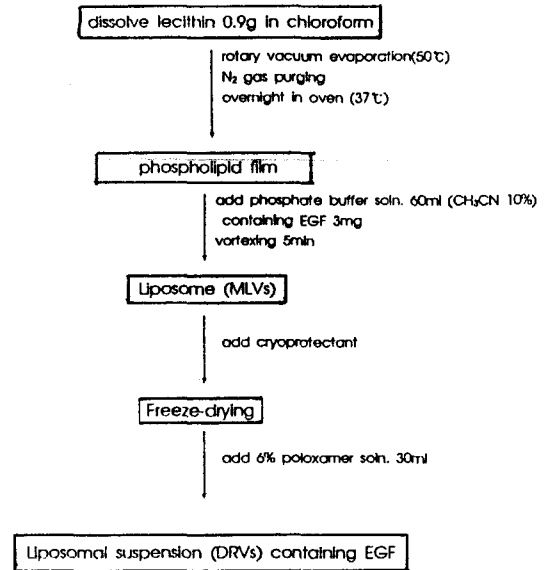 dissolve lecithin 0.9g in chloroform
rotary vacuum evaporation(50℃)
N₂ gas purging
overnight in oven (37℃)
phospholipid film
add phosphate buffer soln. 60ml (CH₃CN 10%)
containing EGF 3mg
vortexing 5min
Liposome (MLVs)
add cryoprotectant
Freeze-drying
add 6% poloxamer soln. 30ml
Liposomal suspension (DRVs) containing EGF